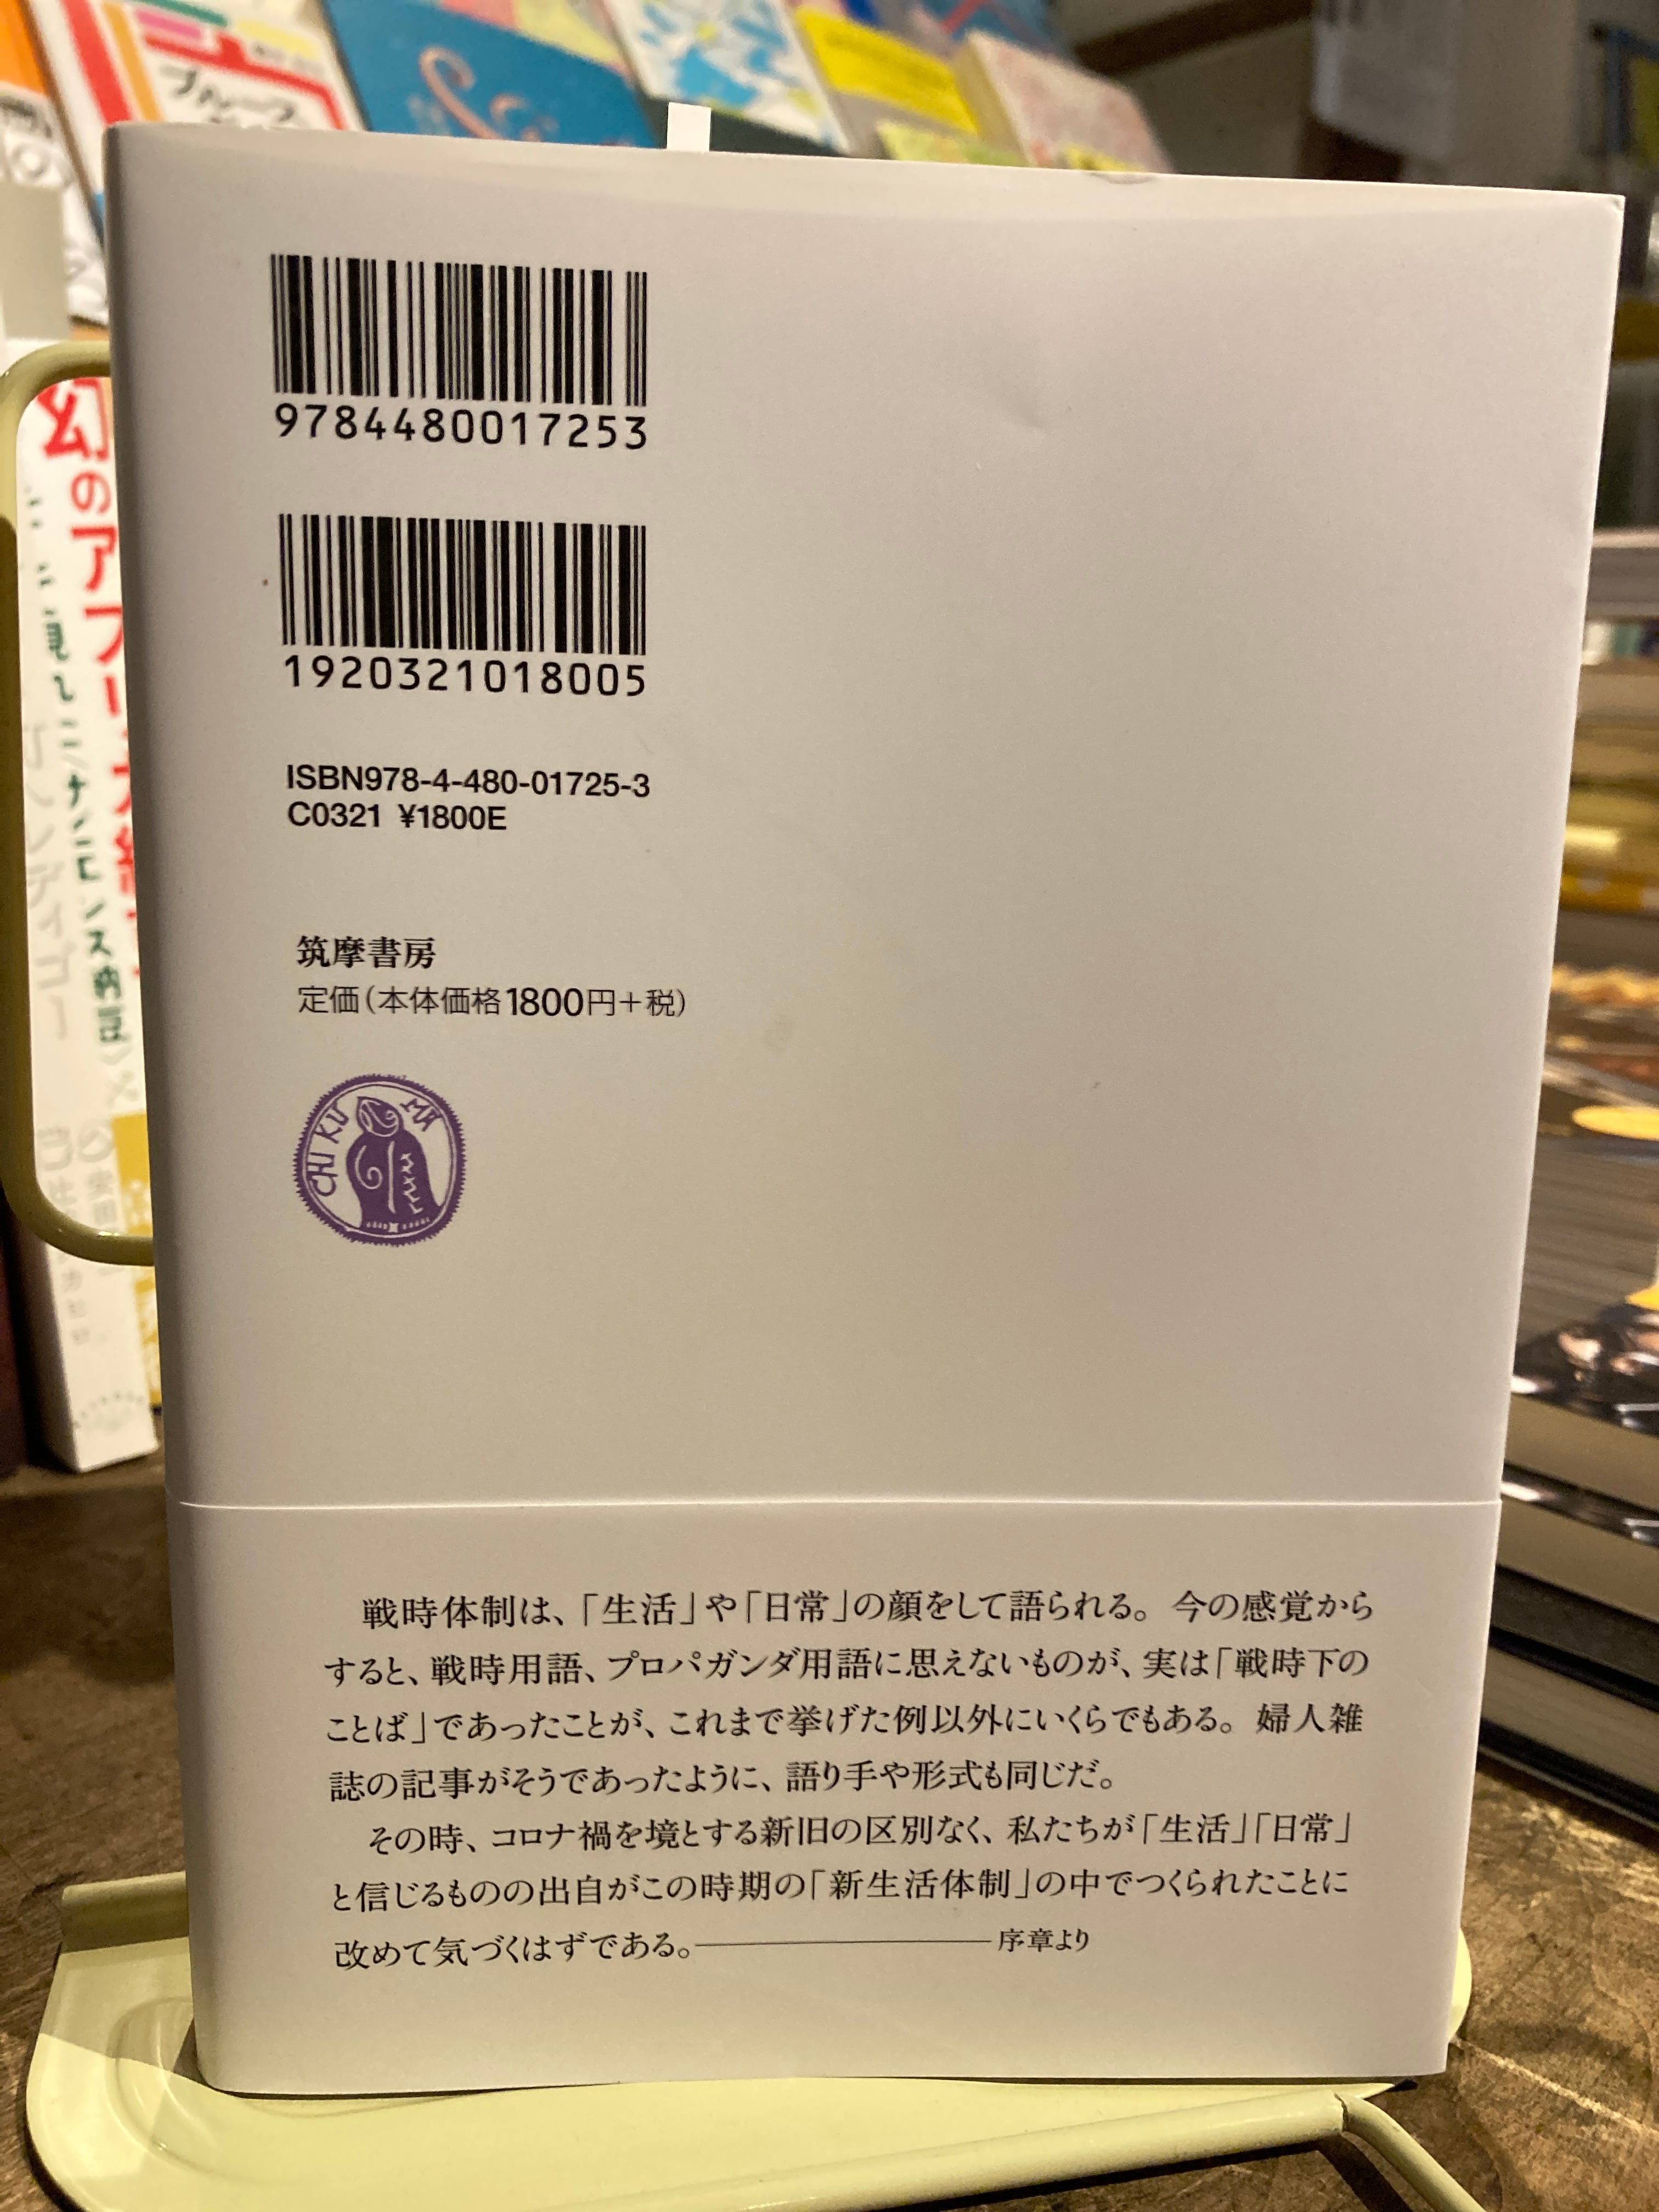 9784480017253
1920321018005
ISBN978-4-480-01725-3
C0321 ¥1800E
筑摩書房
定価（本体価格1800円＋税）
CHIKUMA
戦時体制は、「生活」や「日常」の顔をして語られる。今の感覚から
すると、戦時用語、プロパガンダ用語に思えないものが、実は「戦時下の
ことば」であったことが、これまで挙げた例以外にいくらでもある。婦人雑
誌の記事がそうであったように、語り手や形式も同じだ。
その時、コロナ禍を境とする新旧の区別なく、私たちが「生活」「日常」
と信じるものの出自がこの時期の「新生活体制」の中でつくられたことに
改めて気づくはずである。――序章より
幻のアフリカ納